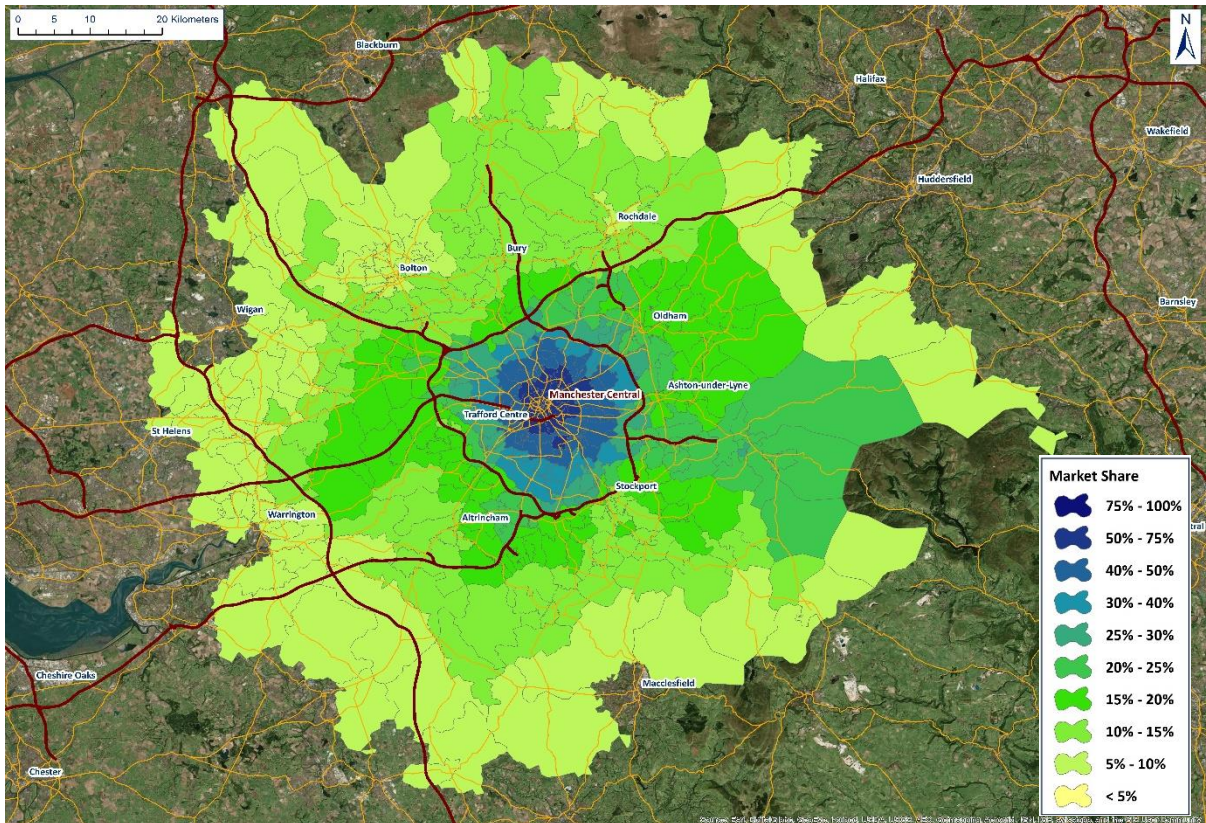 0 5 10 20 Kilometers
N
Blackburn
Halifax
Wakefield
Huddersfield
Rochdale
Bury
Bolton
Barnsley
Wigan
Oldham
Ashton-under-Lyne
Manchester Central
Trafford Centre
St Helens
Stockport
Warrington
Altrincham
Cheshire Oaks
Macclesfield
Chester
Market Share
75% - 100%
50% - 75%
40% - 50%
30% - 40%
25% - 30%
20% - 25%
15% - 20%
10% - 15%
5% - 10%
< 5%